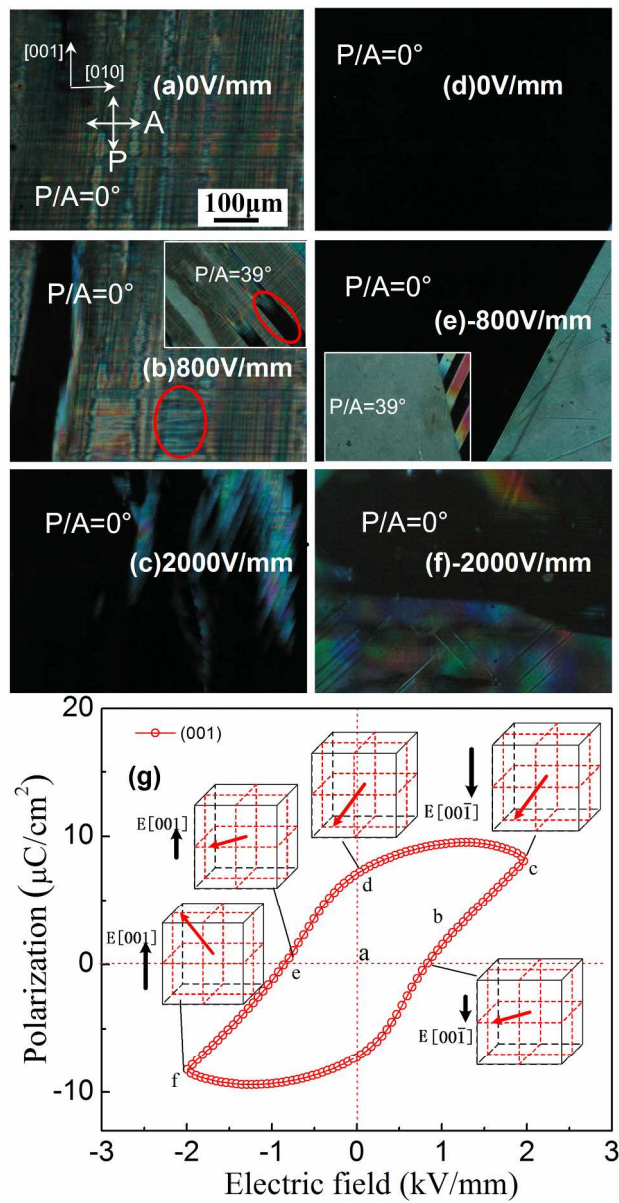 [001]
[010]
(a)0V/mm
A
P
P/A=0°
100μm
P/A=0°
(d)0V/mm
P/A=0°
P/A=39°
(b)800V/mm
P/A=0°
(e)-800V/mm
P/A=39°
P/A=0°
(c)2000V/mm
P/A=0°
(f)-2000V/mm
20
(001)
(g)
E[001]
E[001̄]
10
d
c
E[001]
b
a
0
e
E[001̄]
f
-10
-3
-2
-1
0
1
2
3
Polarization (μC/cm²)
Electric field (kV/mm)